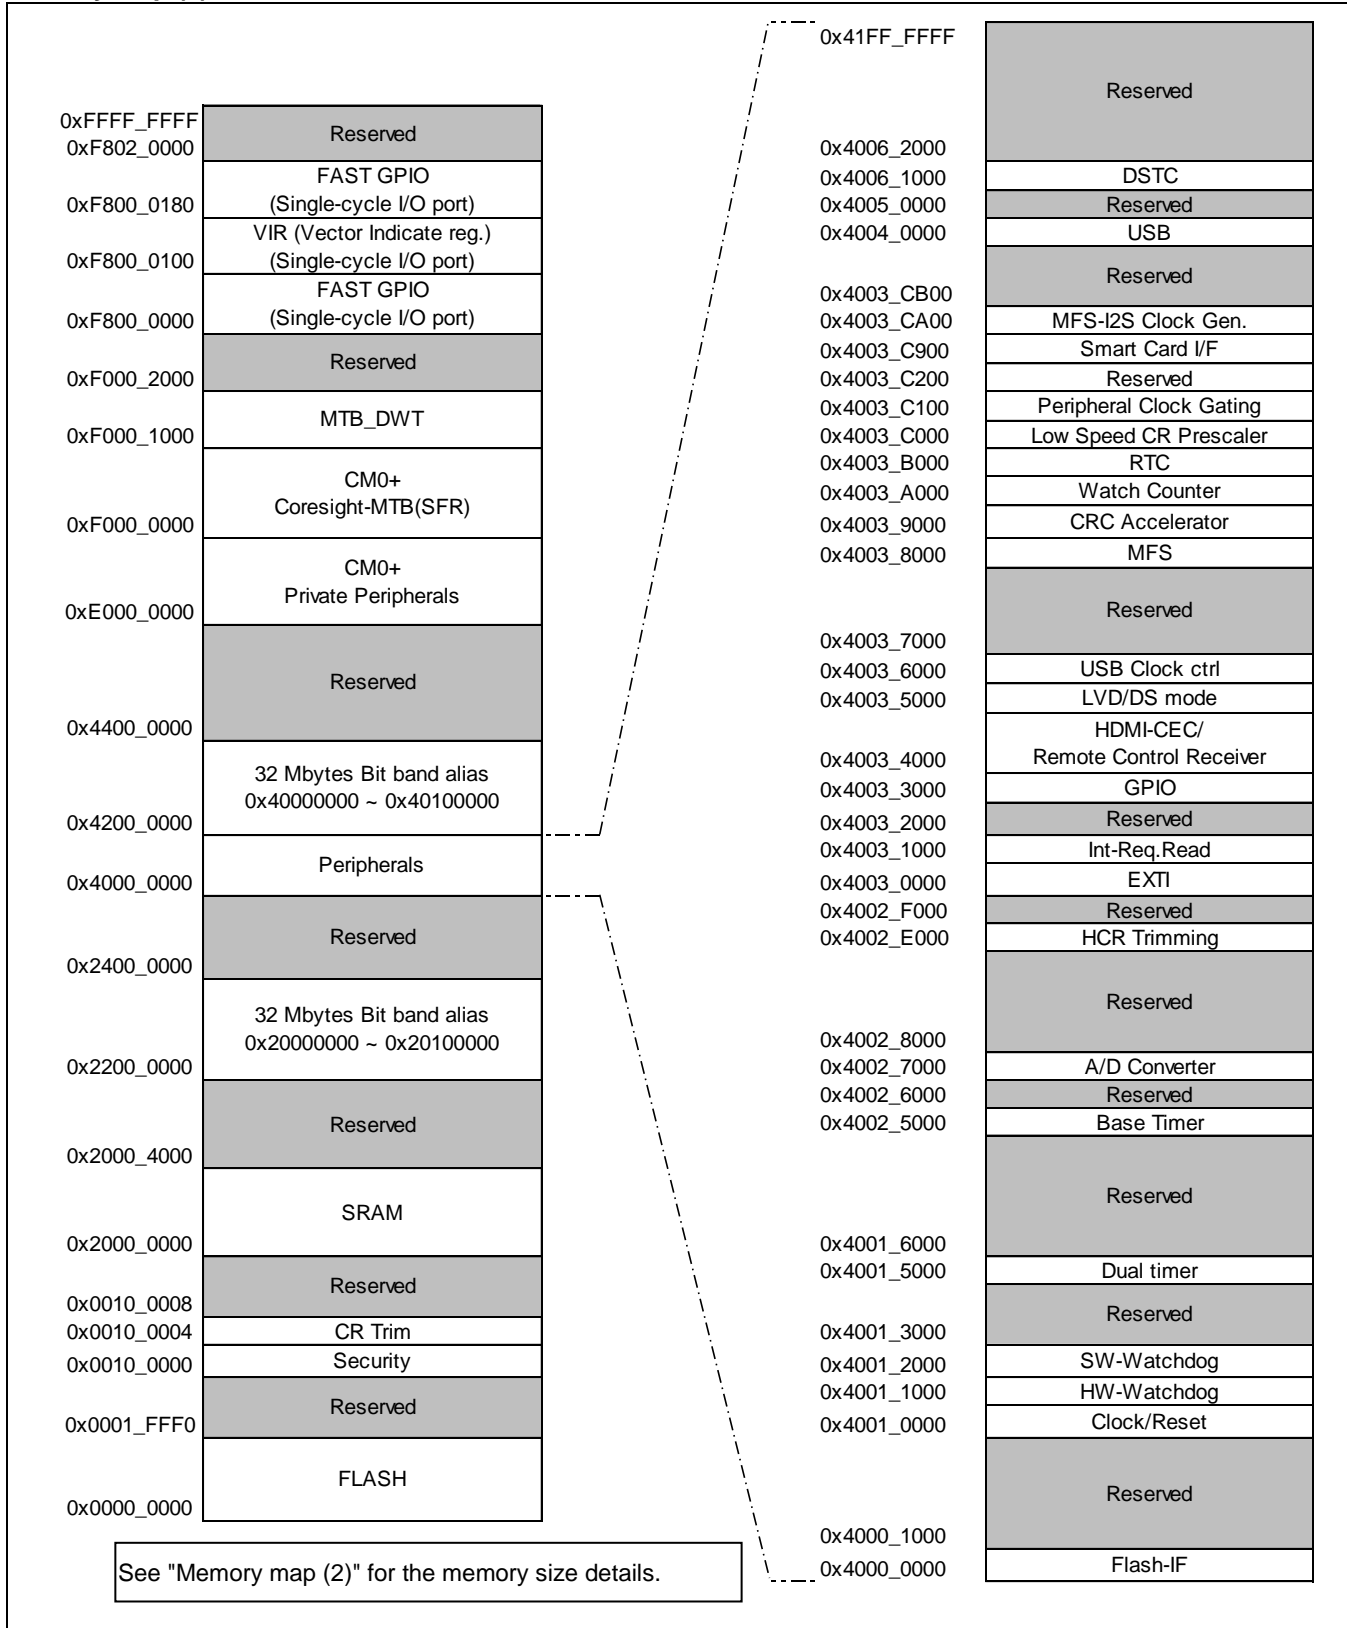 0xFFFF_FFFF
Reserved
0xF802_0000
FAST GPIO
(Single-cycle I/O port)
0xF800_0180
VIR (Vector Indicate reg.)
(Single-cycle I/O port)
0xF800_0100
FAST GPIO
(Single-cycle I/O port)
0xF800_0000
Reserved
0xF000_2000
MTB_DWT
0xF000_1000
CM0+
Coresight-MTB(SFR)
0xF000_0000
CM0+
Private Peripherals
0xE000_0000
Reserved
0x4400_0000
32 Mbytes Bit band alias
0x40000000 ~ 0x40100000
0x4200_0000
Peripherals
0x4000_0000
Reserved
0x2400_0000
32 Mbytes Bit band alias
0x20000000 ~ 0x20100000
0x2200_0000
Reserved
0x2000_4000
SRAM
0x2000_0000
Reserved
0x0010_0008
0x0010_0004 CR Trim
0x0010_0000 Security
Reserved
0x0001_FFF0
FLASH
0x0000_0000
See "Memory map (2)" for the memory size details.
0x41FF_FFFF
Reserved
0x4006_2000
0x4006_1000 DSTC
0x4005_0000 Reserved
0x4004_0000 USB
Reserved
0x4003_CB00
0x4003_CA00 MFS-I2S Clock Gen.
0x4003_C900 Smart Card I/F
0x4003_C200 Reserved
0x4003_C100 Peripheral Clock Gating
0x4003_C000 Low Speed CR Prescaler
0x4003_B000 RTC
0x4003_A000 Watch Counter
0x4003_9000 CRC Accelerator
0x4003_8000 MFS
Reserved
0x4003_7000
0x4003_6000 USB Clock ctrl
0x4003_5000 LVD/DS mode
HDMI-CEC/
0x4003_4000 Remote Control Receiver
0x4003_3000 GPIO
0x4003_2000 Reserved
0x4003_1000 Int-Req.Read
0x4003_0000 EXTI
0x4002_F000 Reserved
0x4002_E000 HCR Trimming
Reserved
0x4002_8000
0x4002_7000 A/D Converter
0x4002_6000 Reserved
0x4002_5000 Base Timer
Reserved
0x4001_6000
0x4001_5000 Dual timer
Reserved
0x4001_3000
0x4001_2000 SW-Watchdog
0x4001_1000 HW-Watchdog
0x4001_0000 Clock/Reset
Reserved
0x4000_1000
0x4000_0000 Flash-IF